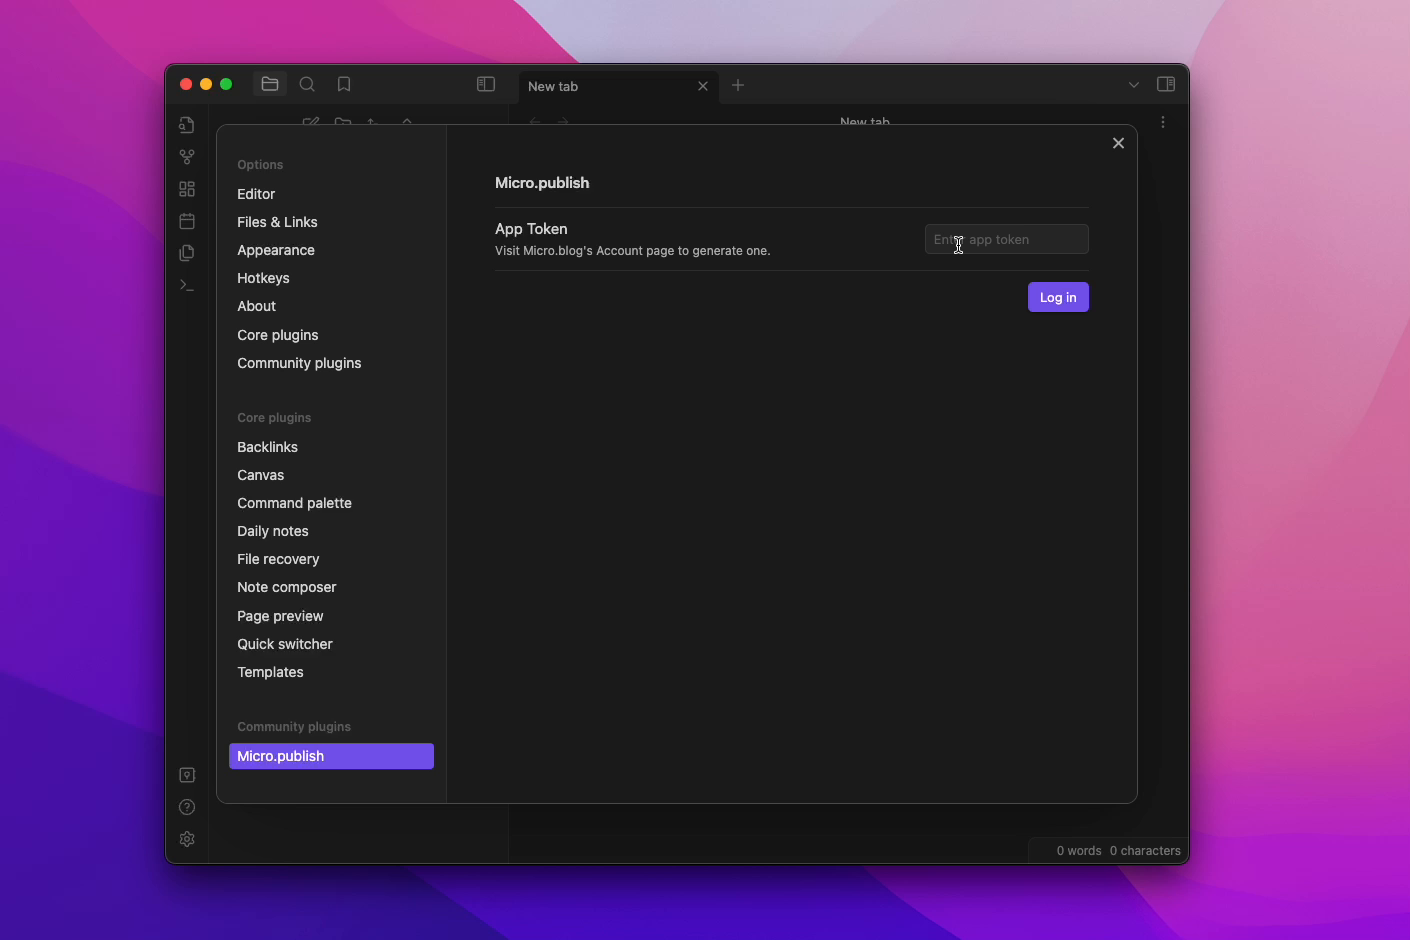 New tab
New tab
Options
Editor
Files & Links
Appearance
Hotkeys
About
Core plugins
Community plugins
Core plugins
Backlinks
Canvas
Command palette
Daily notes
File recovery
Note composer
Page preview
Quick switcher
Templates
Community plugins
Micro.publish
Micro.publish
App Token
Visit Micro.blog's Account page to generate one.
Enter app token
Log in
0 words 0 characters